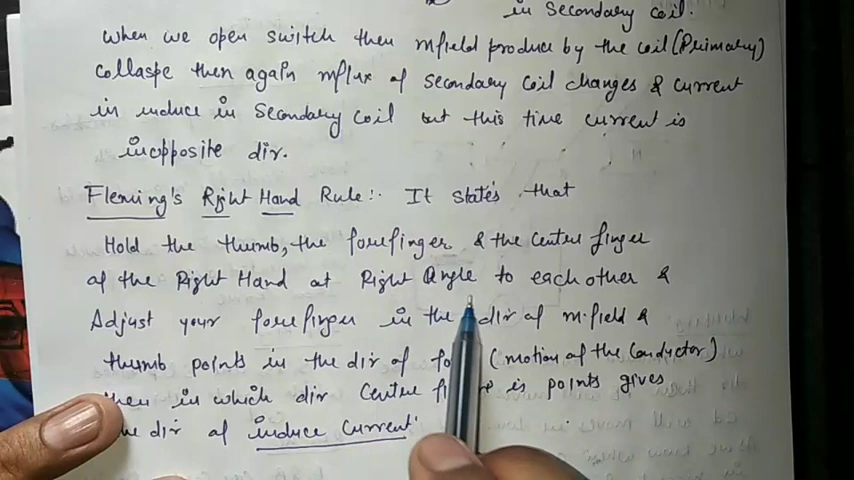 in Secondary coil.
when we open switch then mfield produce by the coil (Primary)
collaspe then again mflux of secondary coil changes & current
in induce in Secondary coil but this time current is
in opposite dir.
Fleming's Right Hand Rule:- It states that
Hold the thumb, the forefinger & the centre finger
of the Right Hand at Right Angle to each other &
Adjust your forefinger in the dir of m.field &
thumb points in the dir of (motion of the conductor)
then in which dir Centre is points gives
the dir of induce current